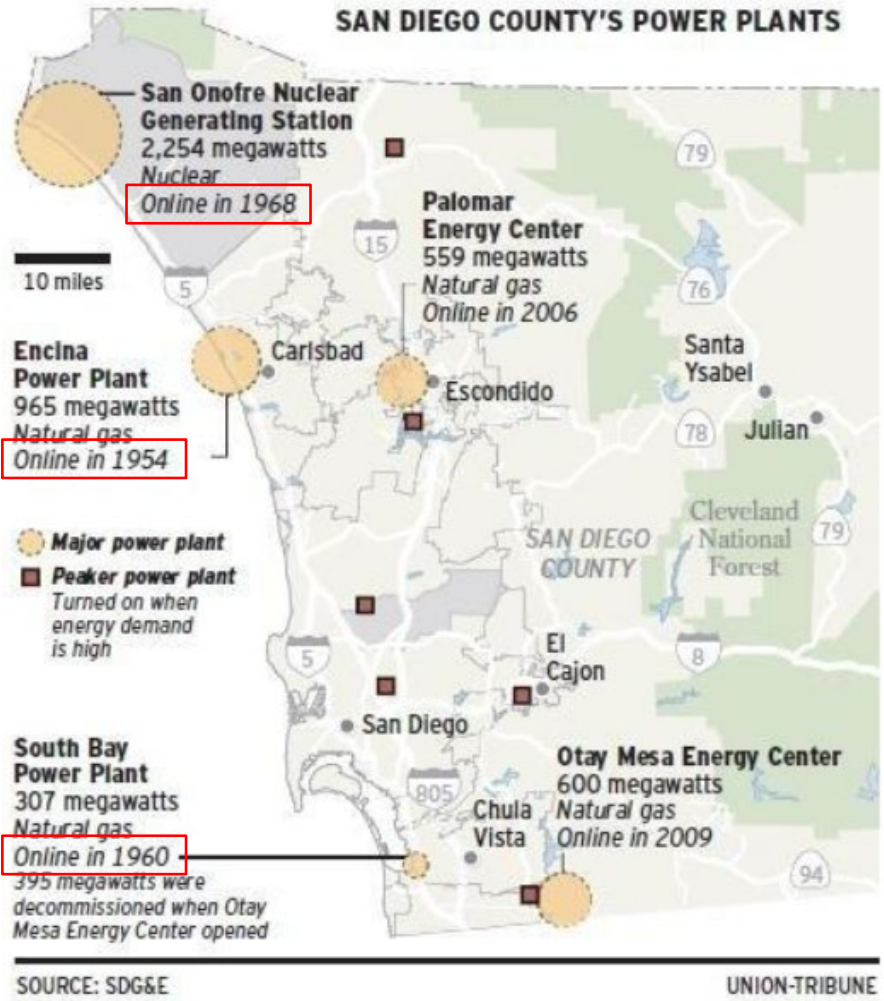 SAN DIEGO COUNTY'S POWER PLANTS
San Onofre Nuclear
Generating Station
2,254 megawatts
Nuclear
Online in 1968
79
Palomar
Energy Center
559 megawatts
Natural gas
Online in 2006
15
10 miles
5
76
Encina
Power Plant
965 megawatts
Natural gas
Online in 1954
Carlsbad
Escondido
Santa
Ysabel
Julian
78
Major power plant
Peaker power plant
Turned on when
energy demand
is high
SAN DIEGO
COUNTY
Cleveland
National
Forest
79
5
El
Cajon
8
San Diego
South Bay
Power Plant
307 megawatts
Natural gas
Online in 1960
395 megawatts were
decommissioned when Otay
Mesa Energy Center opened
805
Chula
Vista
Otay Mesa Energy Center
600 megawatts
Natural gas
Online in 2009
94
SOURCE: SDG&E
UNION-TRIBUNE